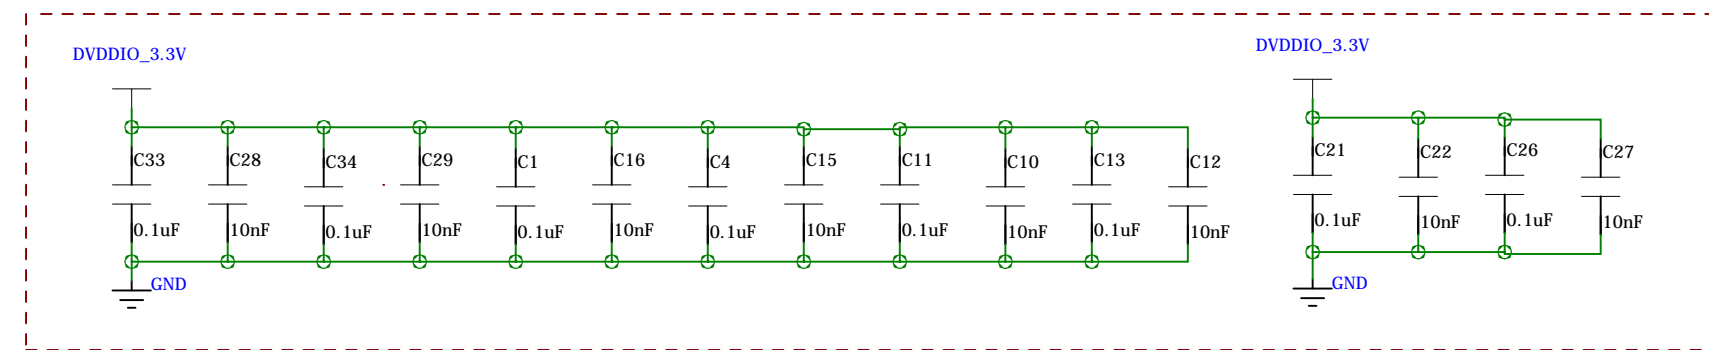 DVDDIO_3.3V
DVDDIO_3.3V
C33 C28 C34 C29 C1 C16 C4 C15 C11 C10 C13 C12
C21 C22 C26 C27
0.1uF 10nF 0.1uF 10nF 0.1uF 10nF 0.1uF 10nF 0.1uF 10nF 0.1uF 10nF
0.1uF 10nF 0.1uF 10nF
GND
GND